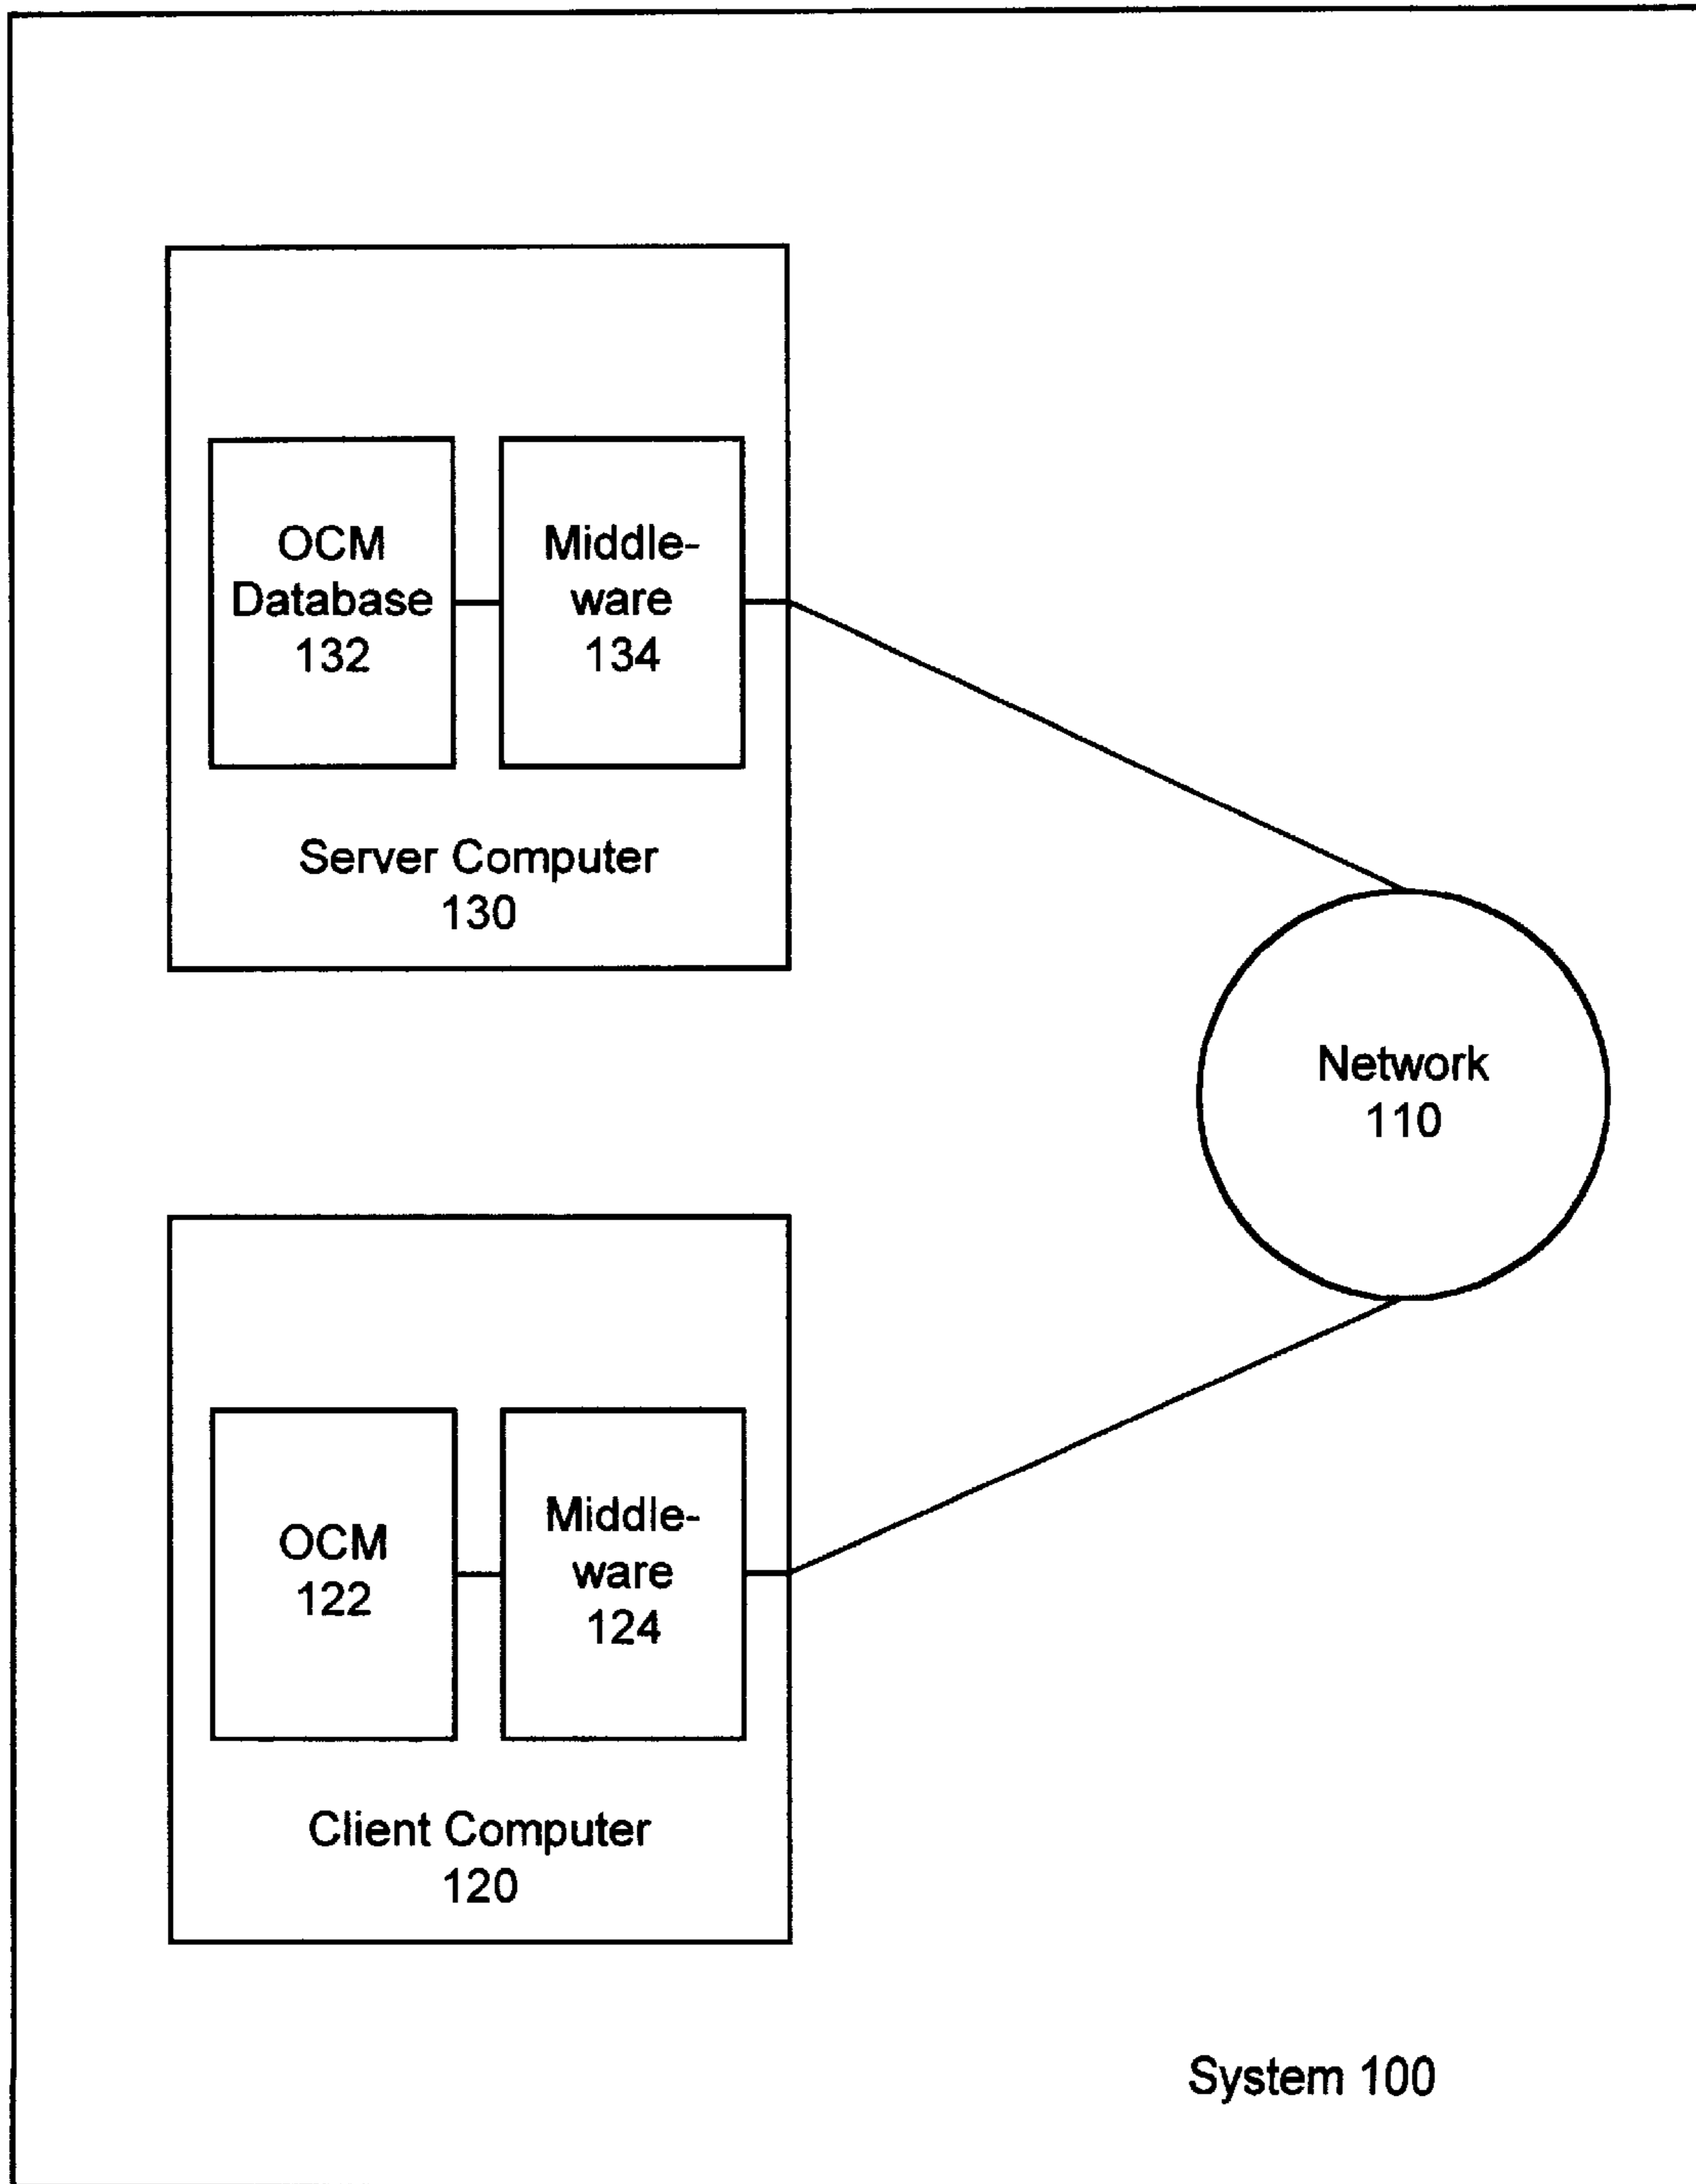 OCM
Database
132
Middle-
ware
134
Server Computer
130
Network
110
OCM
122
Middle-
ware
124
Client Computer
120
System 100